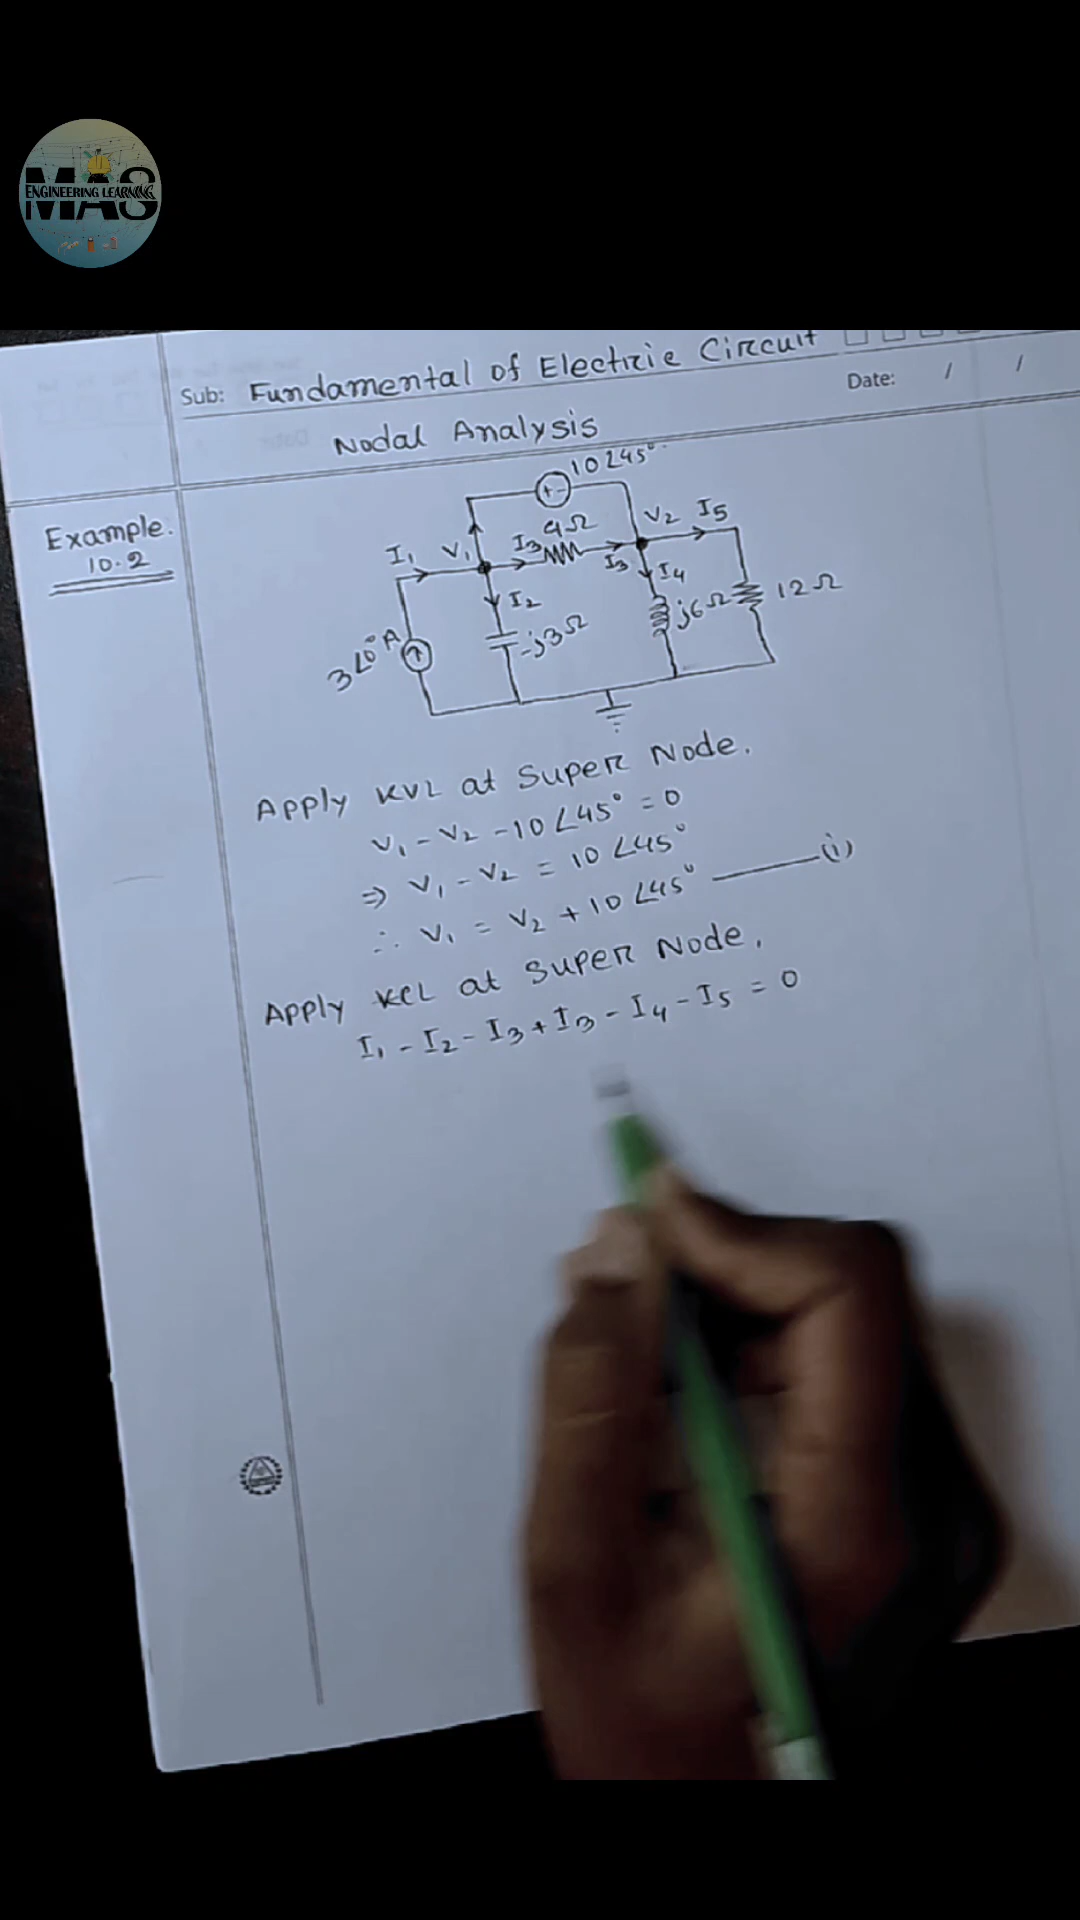 MAS
ENGINEERING LEARNING
Sub: Fundamental of Electric Circuit
Date: / /
Nodal Analysis
Example.
10.2
10∠45°
I₁ V₁ I₃ 4Ω I₃ V₂ I₅
I₂ I₄
3∠0° A -j3Ω j6Ω 12Ω
+ -
Apply KVL at Super Node.
V₁ - V₂ - 10∠45° = 0
⇒ V₁ - V₂ = 10∠45°
∴ V₁ = V₂ + 10∠45° ——— (i)
Apply KCL at Super Node.
I₁ - I₂ - I₃ + I₃ - I₄ - I₅ = 0